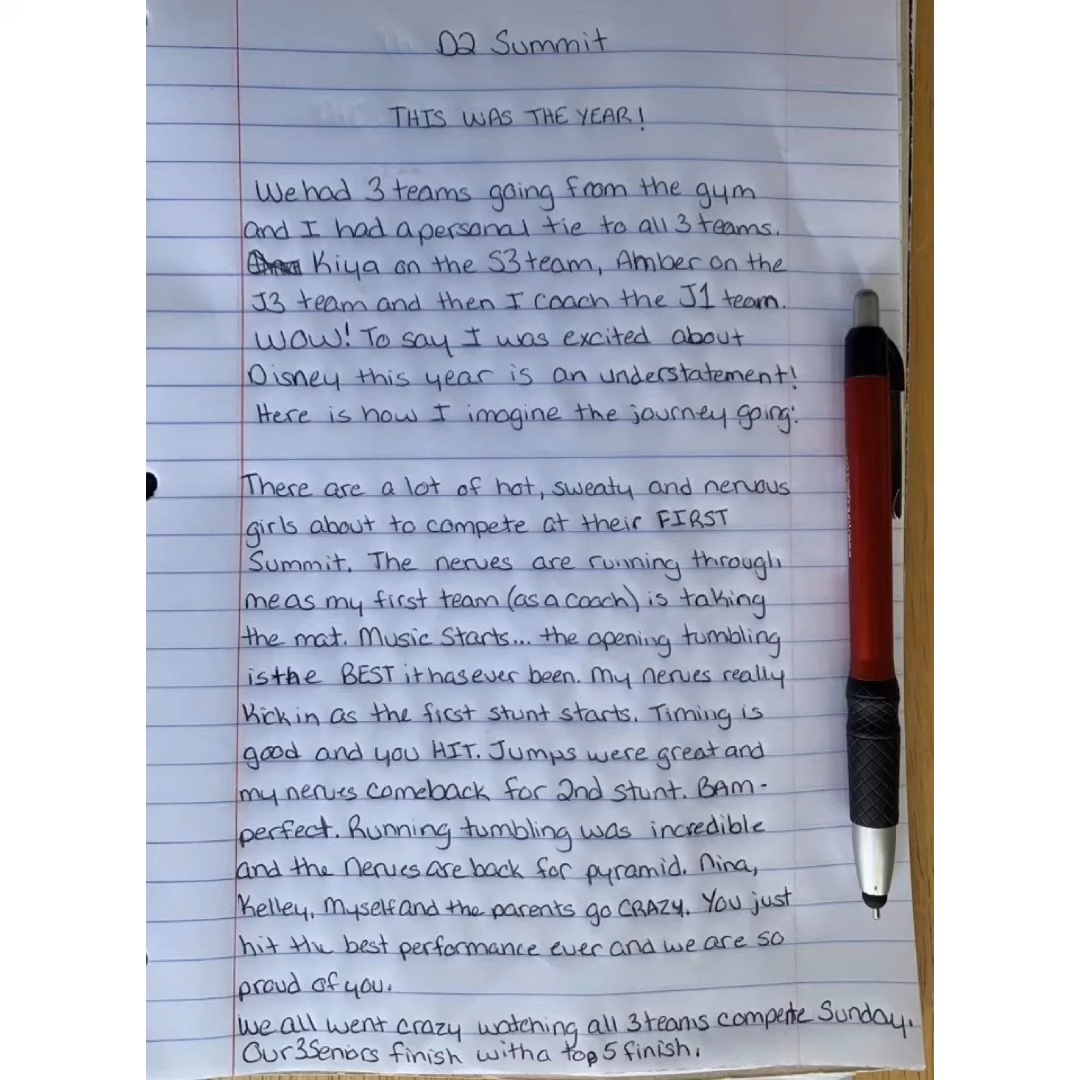 D2 Summit
THIS WAS THE YEAR!
We had 3 teams going from the gym
and I had a personal tie to all 3 teams.
Kiya on the S3 team, Amber on the
J3 team and then I coach the J1 team.
WOW! To say I was excited about
Disney this year is an understatement!
Here is how I imagine the journey going:
There are a lot of hot, sweaty and nervous
girls about to compete at their FIRST
Summit. The nerves are running through
me as my first team (as a coach) is taking
the mat. Music starts... the opening tumbling
is the BEST it has ever been. My nerves really
kick in as the first stunt starts. Timing is
good and you HIT. Jumps were great and
my nerves come back for 2nd stunt. BAM-
perfect. Running tumbling was incredible
and the nerves are back for pyramid. Nina,
Kelley, Myself and the parents go CRAZY. You just
hit the best performance ever and we are so
proud of you.
We all went crazy watching all 3 teams compete Sunday.
Our 3 Seniors finish with a top 5 finish.